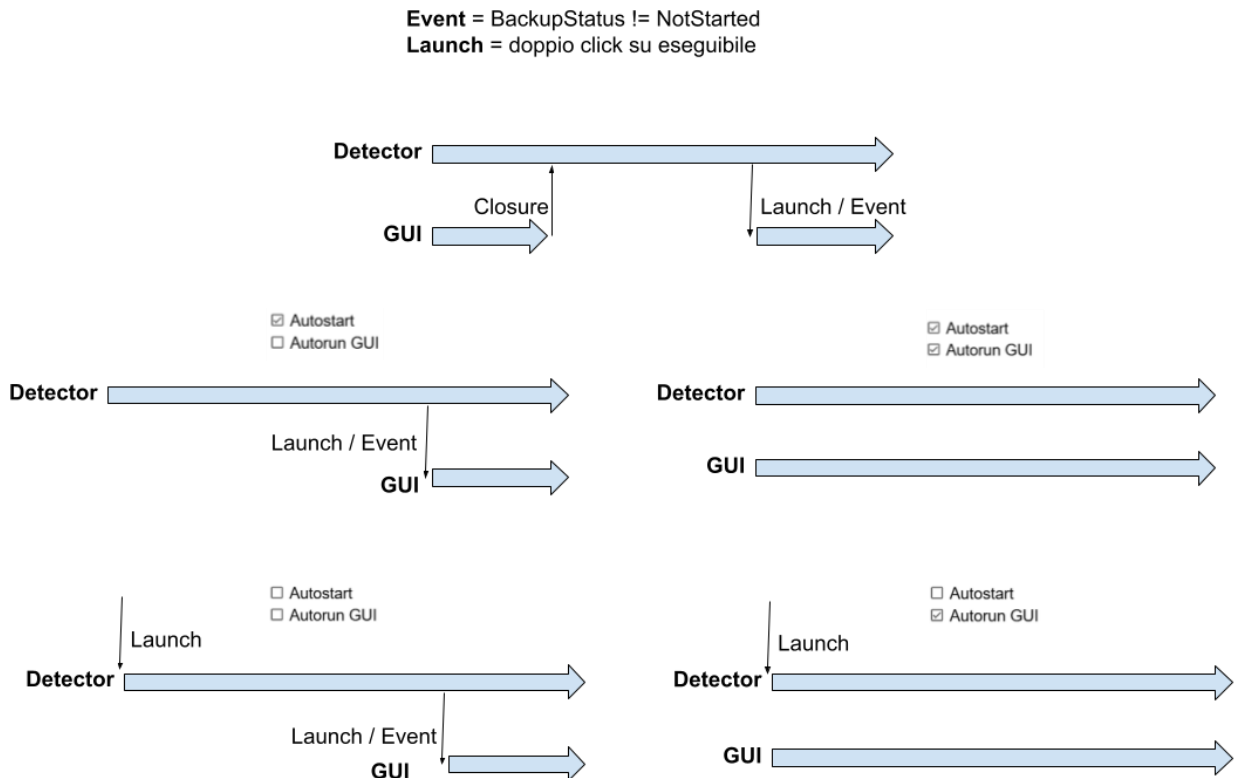 Event = BackupStatus != NotStarted
Launch = doppio click su eseguibile
Detector
Closure
Launch / Event
GUI
Autostart
Autorun GUI
Detector
Launch / Event
GUI
Autostart
Autorun GUI
Detector
GUI
Autostart
Autorun GUI
Launch
Detector
Launch / Event
GUI
Autostart
Autorun GUI
Launch
Detector
GUI